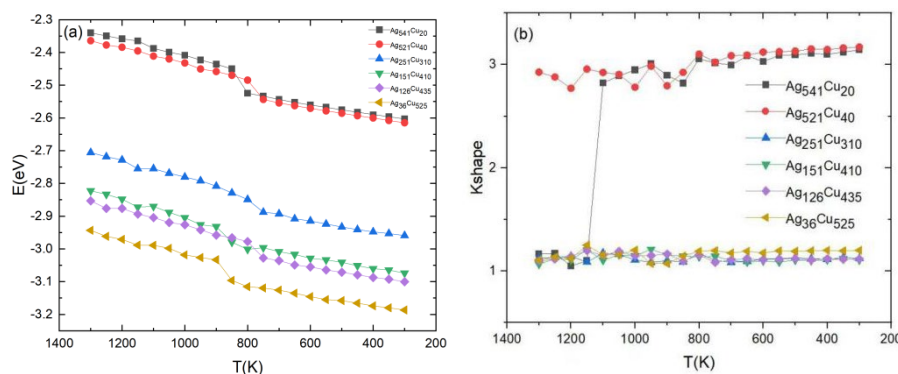 (a)
Ag541Cu20
Ag521Cu40
Ag251Cu310
Ag151Cu410
Ag126Cu435
Ag36Cu525
-2.3
-2.4
-2.5
-2.6
-2.7
-2.8
-2.9
-3.0
-3.1
-3.2
E(eV)
1400 1200 1000 800 600 400 200
T(K)
(b)
Ag541Cu20
Ag521Cu40
Ag251Cu310
Ag151Cu410
Ag126Cu435
Ag36Cu525
3
2
1
Kshape
1400 1200 1000 800 600 400 200
T(K)